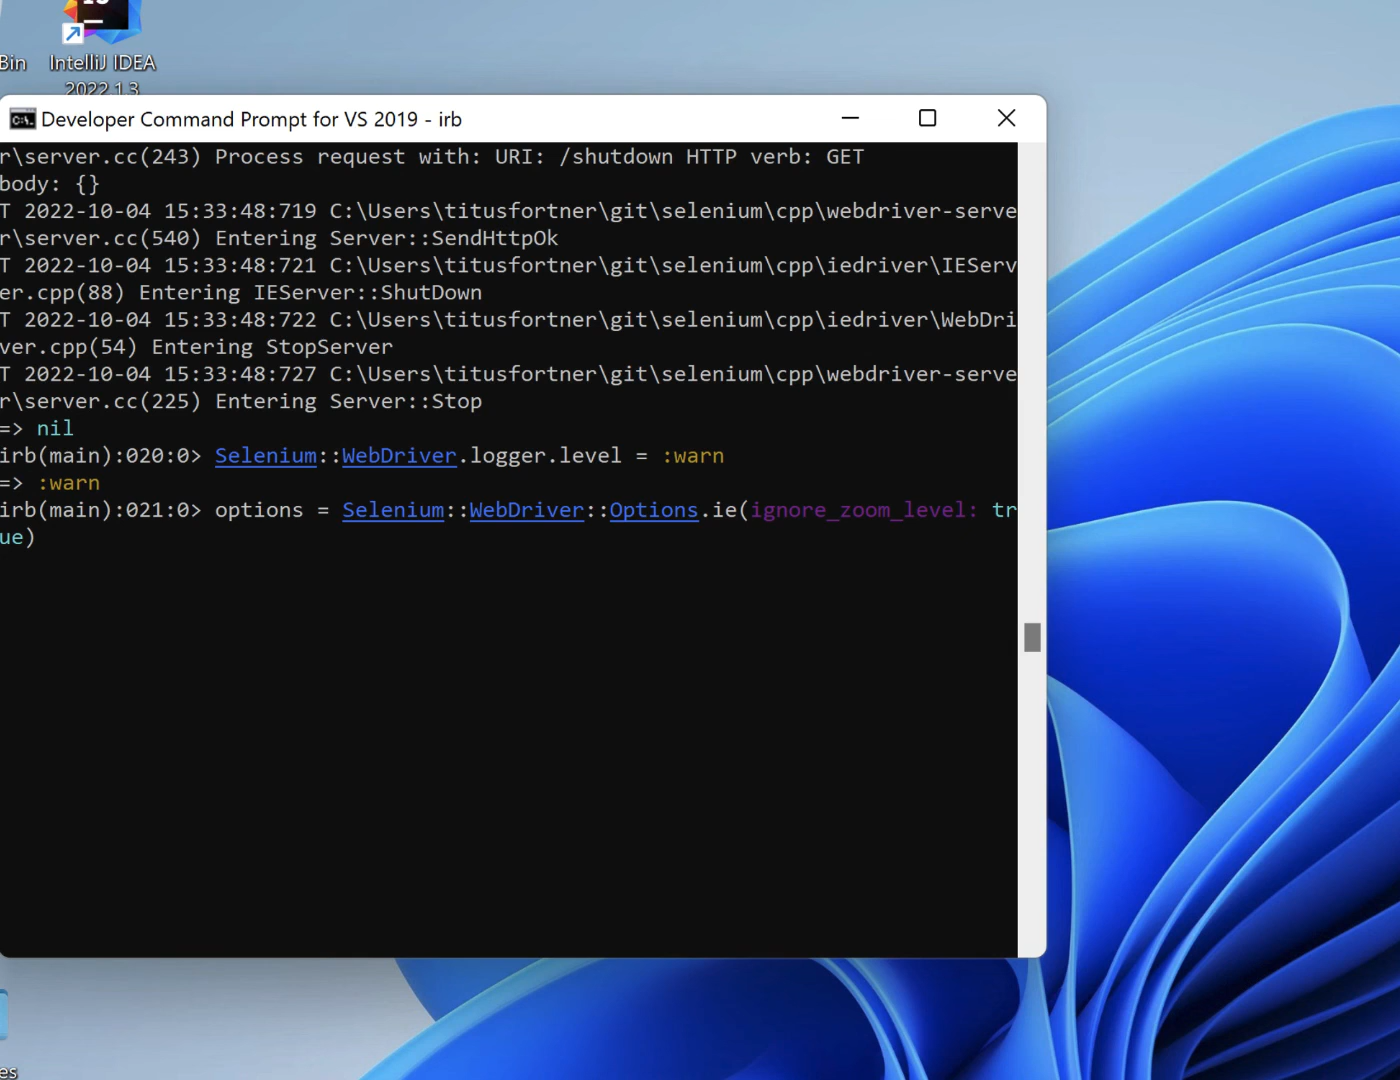 Bin
IntelliJ IDEA
2022.1.3
Developer Command Prompt for VS 2019 - irb
r\server.cc(243) Process request with: URI: /shutdown HTTP verb: GET
body: {}
T 2022-10-04 15:33:48:719 C:\Users\titusfortner\git\selenium\cpp\webdriver-serve
r\server.cc(540) Entering Server::SendHttpOk
T 2022-10-04 15:33:48:721 C:\Users\titusfortner\git\selenium\cpp\iedriver\IEServ
er.cpp(88) Entering IEServer::ShutDown
T 2022-10-04 15:33:48:722 C:\Users\titusfortner\git\selenium\cpp\iedriver\WebDri
ver.cpp(54) Entering StopServer
T 2022-10-04 15:33:48:727 C:\Users\titusfortner\git\selenium\cpp\webdriver-serve
r\server.cc(225) Entering Server::Stop
=> nil
irb(main):020:0> Selenium::WebDriver.logger.level = :warn
=> :warn
irb(main):021:0> options = Selenium::WebDriver::Options.ie(ignore_zoom_level: tr
ue)
es